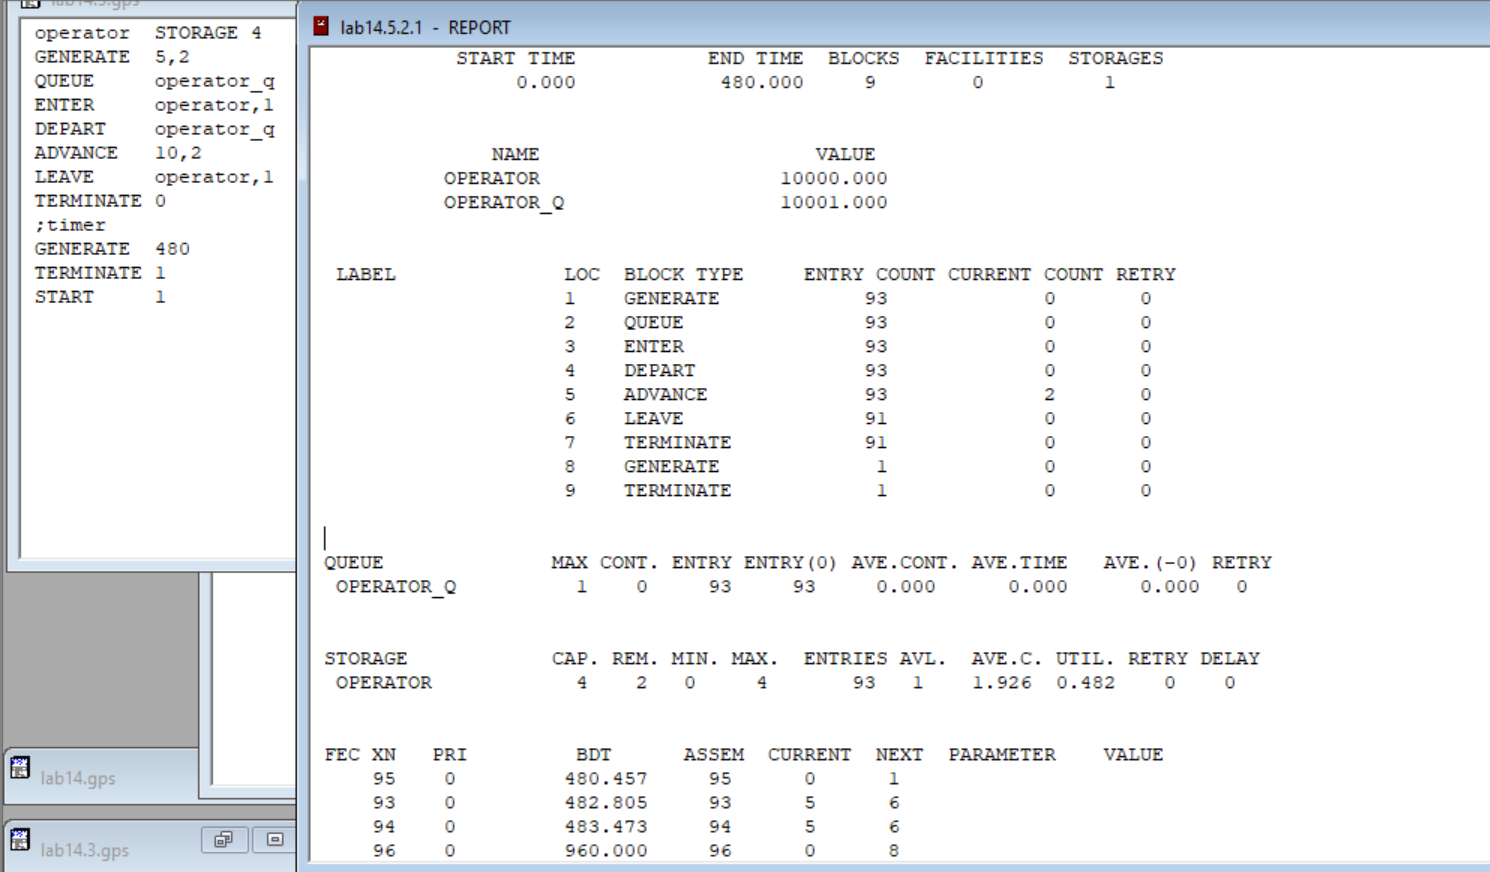 lab14.5.gps
operator STORAGE 4
GENERATE 5,2
QUEUE operator_q
ENTER operator,1
DEPART operator_q
ADVANCE 10,2
LEAVE operator,1
TERMINATE 0
;timer
GENERATE 480
TERMINATE 1
START 1
lab14.gps
lab14.3.gps
lab14.5.2.1 - REPORT
START TIME END TIME BLOCKS FACILITIES STORAGES
0.000 480.000 9 0 1
NAME VALUE
OPERATOR 10000.000
OPERATOR_Q 10001.000
LABEL LOC BLOCK TYPE ENTRY COUNT CURRENT COUNT RETRY
1 GENERATE 93 0 0
2 QUEUE 93 0 0
3 ENTER 93 0 0
4 DEPART 93 0 0
5 ADVANCE 93 2 0
6 LEAVE 91 0 0
7 TERMINATE 91 0 0
8 GENERATE 1 0 0
9 TERMINATE 1 0 0
QUEUE MAX CONT. ENTRY ENTRY(0) AVE.CONT. AVE.TIME AVE.(-0) RETRY
OPERATOR_Q 1 0 93 93 0.000 0.000 0.000 0
STORAGE CAP. REM. MIN. MAX. ENTRIES AVL. AVE.C. UTIL. RETRY DELAY
OPERATOR 4 2 0 4 93 1 1.926 0.482 0 0
FEC XN PRI BDT ASSEM CURRENT NEXT PARAMETER VALUE
95 0 480.457 95 0 1
93 0 482.805 93 5 6
94 0 483.473 94 5 6
96 0 960.000 96 0 8